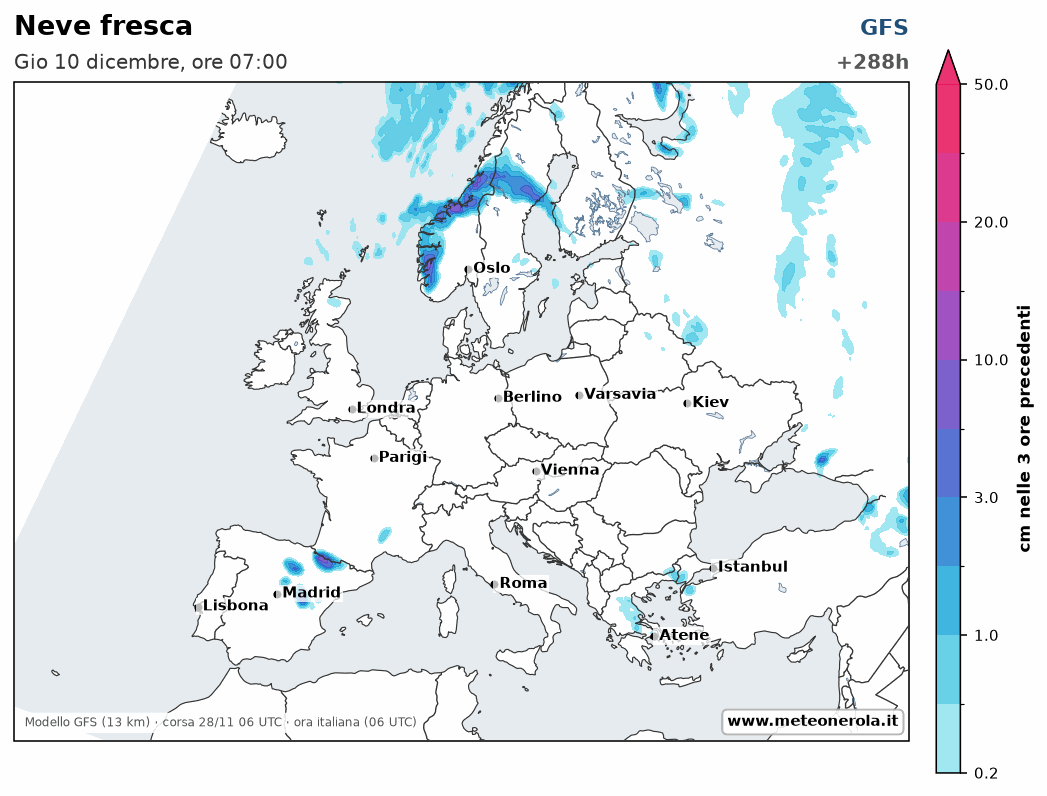 Neve fresca
GFS
Gio 10 dicembre, ore 07:00
+288h
50.0
20.0
10.0
3.0
1.0
0.2
cm nelle 3 ore precedenti
Oslo
Berlino
Varsavia
Kiev
Londra
Parigi
Vienna
Istanbul
Roma
Madrid
Lisbona
Atene
Modello GFS (13 km) · corsa 28/11 06 UTC · ora italiana (06 UTC)
www.meteonerola.it